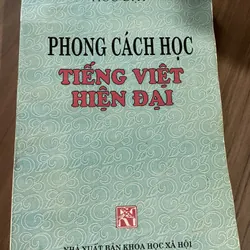 PHONG CÁCH HỌC
TIẾNG VIỆT
HIỆN ĐẠI
NHÀ XUẤT BẢN KHOA HỌC XÃ HỘI